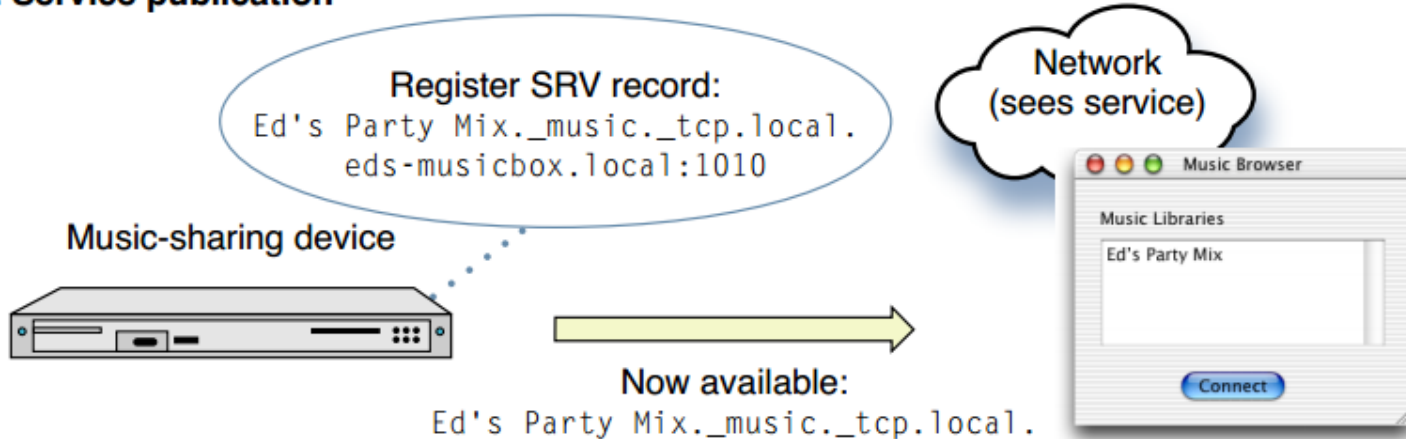 Service publication
Register SRV record:
Ed's Party Mix._music._tcp.local.
eds-musicbox.local:1010
Network
(sees service)
Music-sharing device
Music Browser
Music Libraries
Ed's Party Mix
Connect
Now available:
Ed's Party Mix._music._tcp.local.